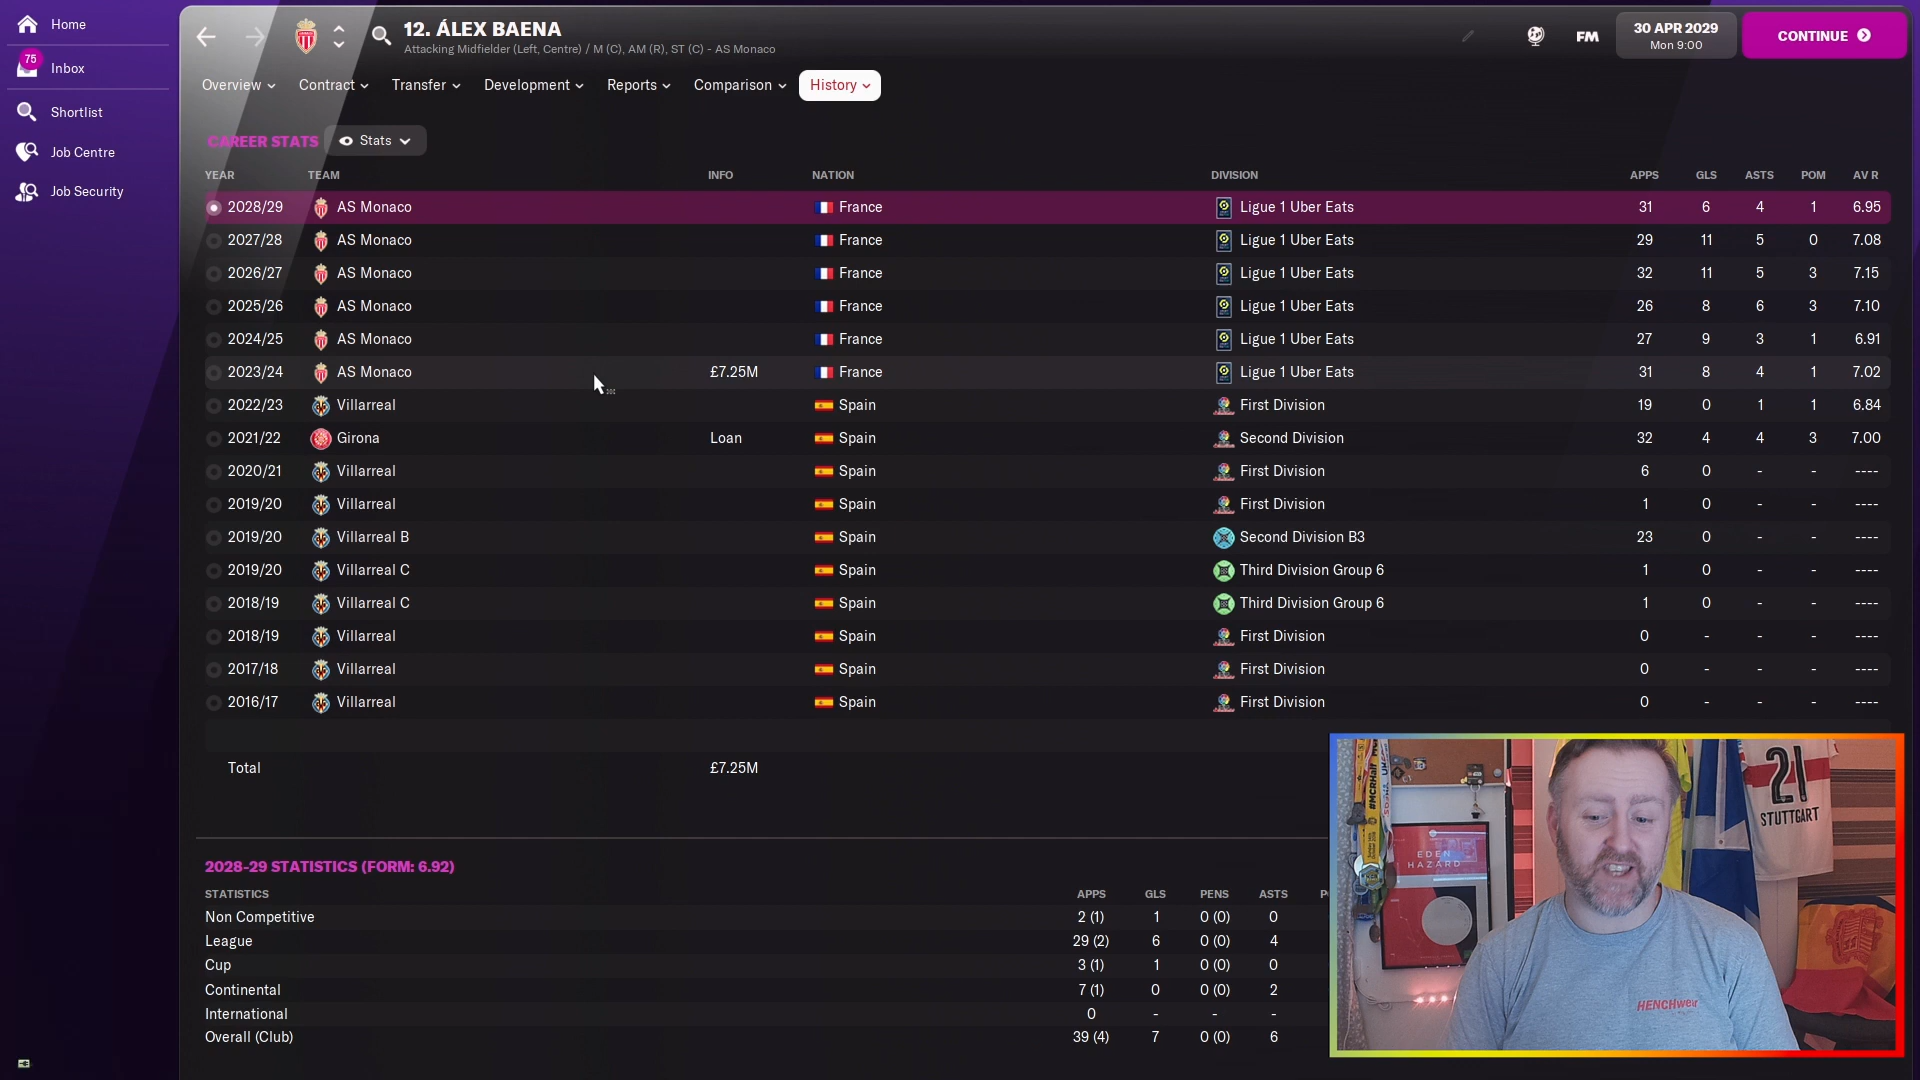 Home
75
Inbox
Shortlist
Job Centre
Job Security
12. ÁLEX BAENA
Attacking Midfielder (Left, Centre) / M (C), AM (R), ST (C) - AS Monaco
FM
30 APR 2029
Mon 9:00
CONTINUE
Overview Contract Transfer Development Reports Comparison History
CAREER STATS Stats
YEAR TEAM INFO NATION DIVISION APPS GLS ASTS POM AV R
2028/29 AS Monaco France Ligue 1 Uber Eats 31 6 4 1 6.95
2027/28 AS Monaco France Ligue 1 Uber Eats 29 11 5 0 7.08
2026/27 AS Monaco France Ligue 1 Uber Eats 32 11 5 3 7.15
2025/26 AS Monaco France Ligue 1 Uber Eats 26 8 6 3 7.10
2024/25 AS Monaco France Ligue 1 Uber Eats 27 9 3 1 6.91
2023/24 AS Monaco £7.25M France Ligue 1 Uber Eats 31 8 4 1 7.02
2022/23 Villarreal Spain First Division 19 0 1 1 6.84
2021/22 Girona Loan Spain Second Division 32 4 4 3 7.00
2020/21 Villarreal Spain First Division 6 0 - - ----
2019/20 Villarreal Spain First Division 1 0 - - ----
2019/20 Villarreal B Spain Second Division B3 23 0 - - ----
2019/20 Villarreal C Spain Third Division Group 6 1 0 - - ----
2018/19 Villarreal C Spain Third Division Group 6 1 0 - - ----
2018/19 Villarreal Spain First Division 0 - - - ----
2017/18 Villarreal Spain First Division 0 - - - ----
2016/17 Villarreal Spain First Division 0 - - - ----
Total £7.25M
2028-29 STATISTICS (FORM: 6.92)
STATISTICS APPS GLS PENS ASTS
Non Competitive 2 (1) 1 0 (0) 0
League 29 (2) 6 0 (0) 4
Cup 3 (1) 1 0 (0) 0
Continental 7 (1) 0 0 (0) 2
International 0 - - -
Overall (Club) 39 (4) 7 0 (0) 6
#MCRHalf
EDEN
HAZARD
21
STUTTGART
HENCHwear